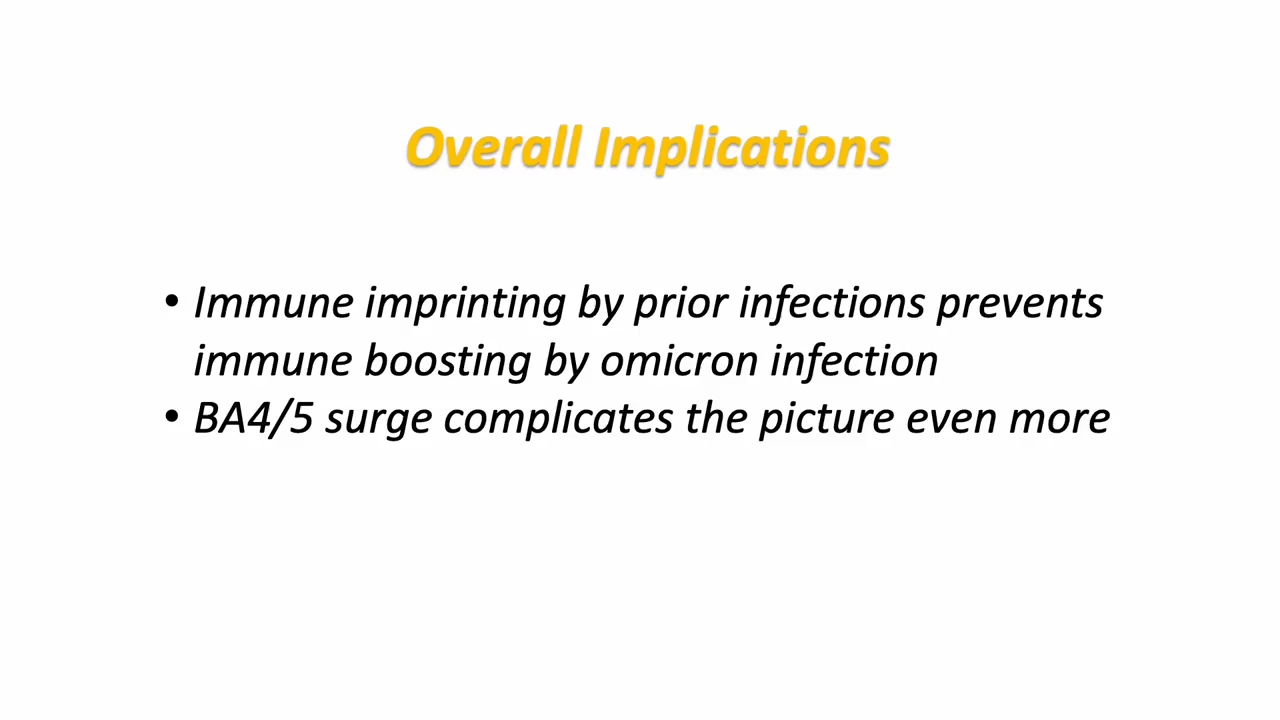 Overall Implications
• Immune imprinting by prior infections prevents
immune boosting by omicron infection
• BA4/5 surge complicates the picture even more